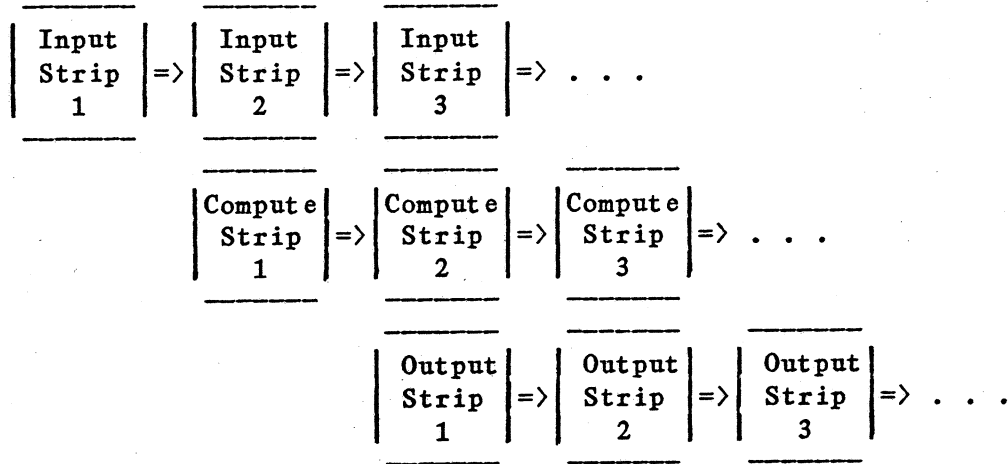 Input Input Input
Strip => Strip => Strip => . . .
1 2 3
Compute Compute Compute
Strip => Strip => Strip => . . .
1 2 3
Output Output Output
Strip => Strip => Strip => . . .
1 2 3